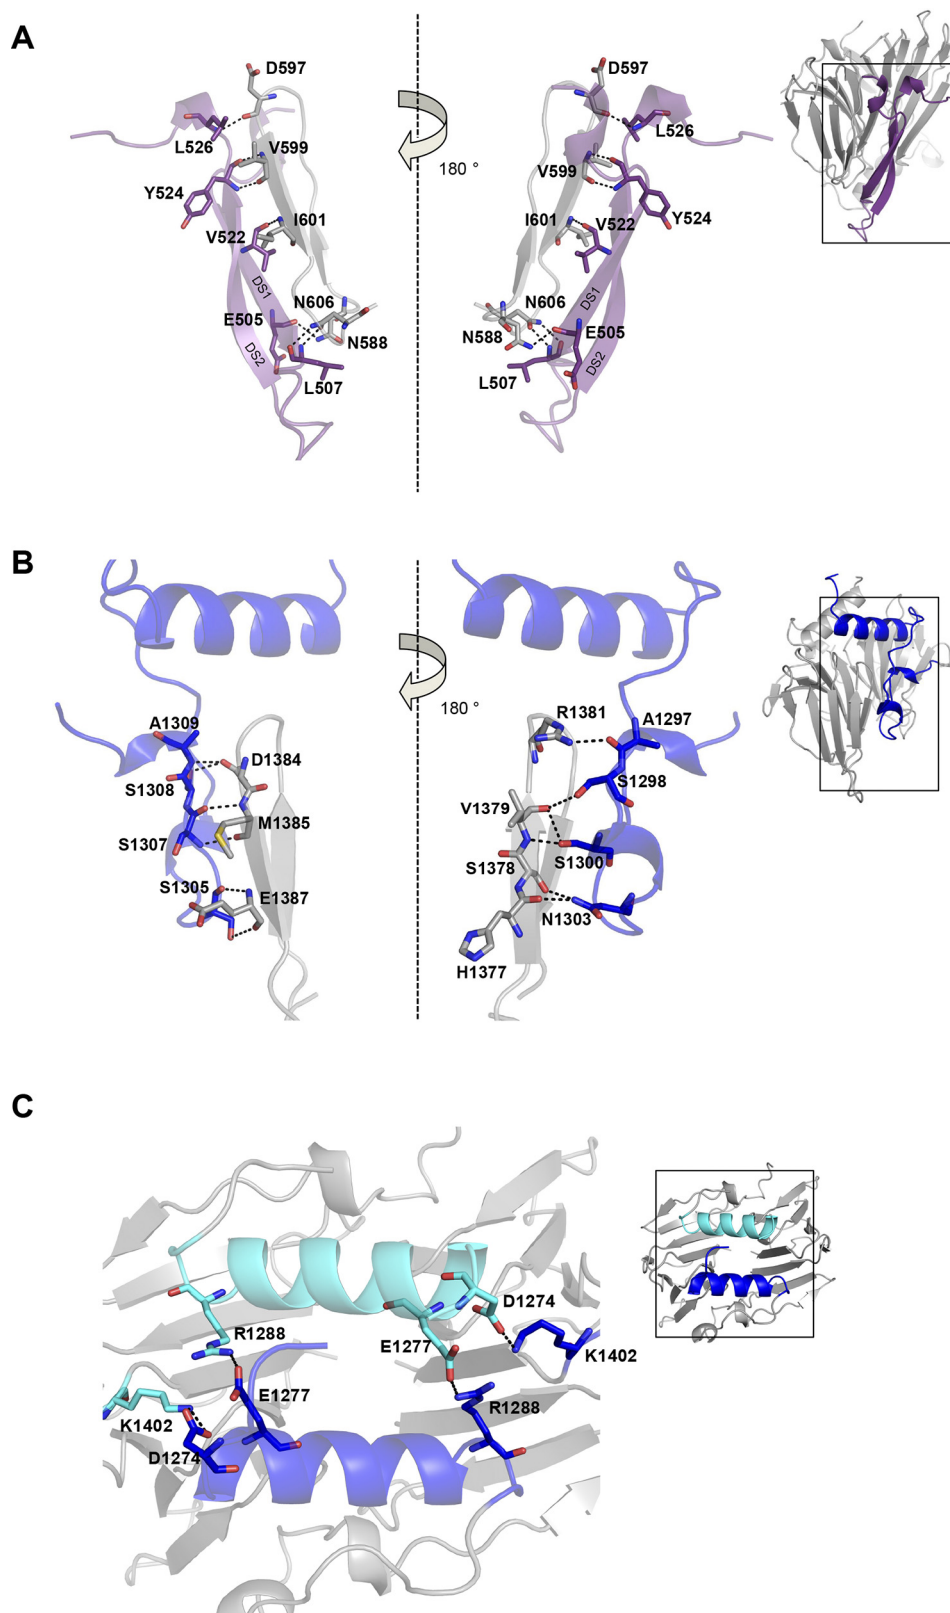 A
D597
D597
L526
L526
V599
V599
180 °
Y524
Y524
I601
I601
V522
V522
DS1
DS1
N606
N606
E505
E505
N588
N588
DS2
DS2
L507
L507
B
180 °
A1309
R1381
A1297
D1384
S1308
S1298
V1379
M1385
S1307
S1378
S1300
S1305
E1387
N1303
H1377
C
D1274
R1288
E1277
K1402
E1277
R1288
K1402
D1274